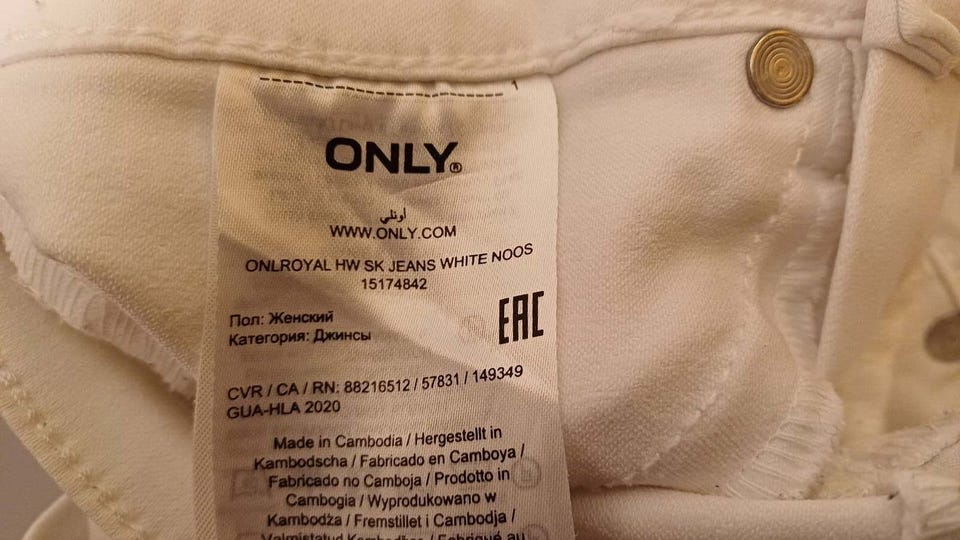 ONLY®
أونلي
WWW.ONLY.COM
ONLROYAL HW SK JEANS WHITE NOOS
15174842
Пол: Женский
Категория: Джинсы
EAC
CVR / CA / RN: 88216512 / 57831 / 149349
GUA-HLA 2020
Made in Cambodia / Hergestellt in
Kambodscha / Fabricado en Camboya /
Fabricado no Camboja / Prodotto in
Cambogia / Wyprodukowano w
Kambodża / Fremstillet i Cambodja /
Valmistatud